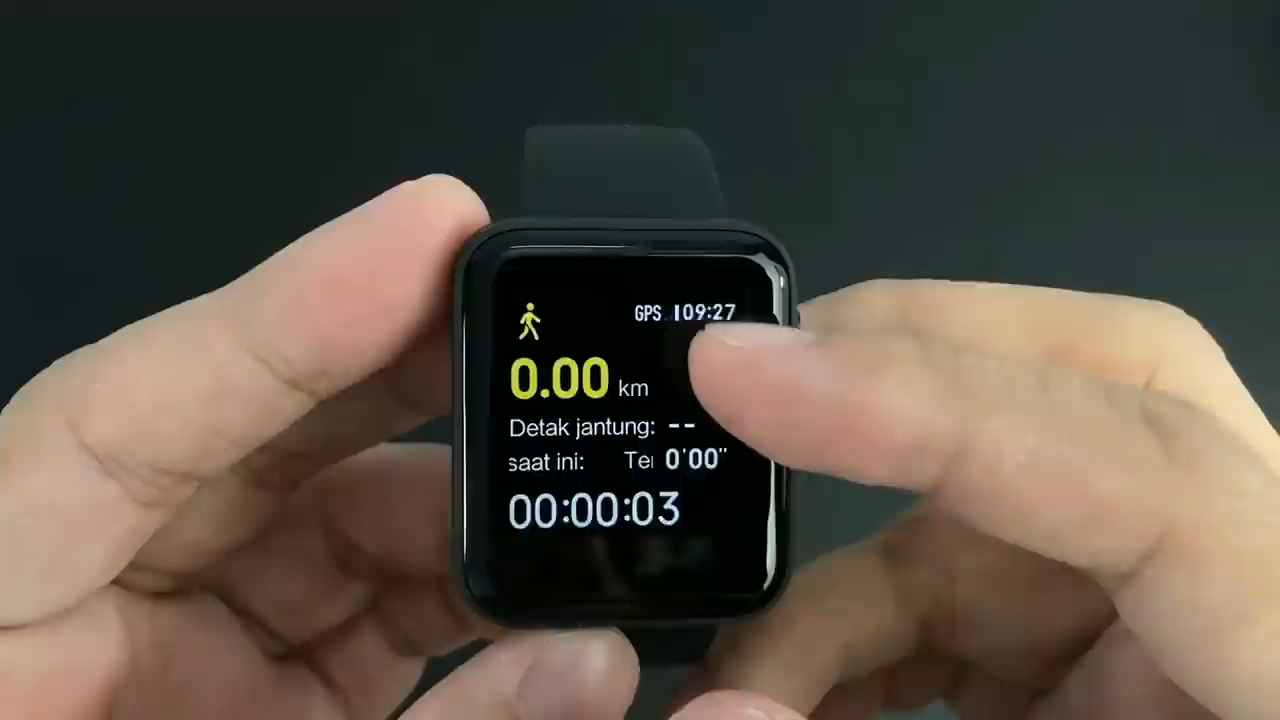 GPS 09:27
0.00 km
Detak jantung: --
saat ini: Te 0'00"
00:00:03